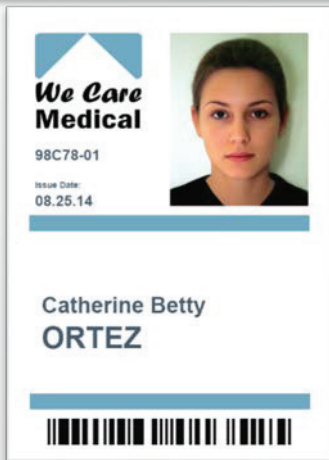 We Care
Medical
98C78-01
Issue Date:
08.25.14
Catherine Betty
ORTEZ